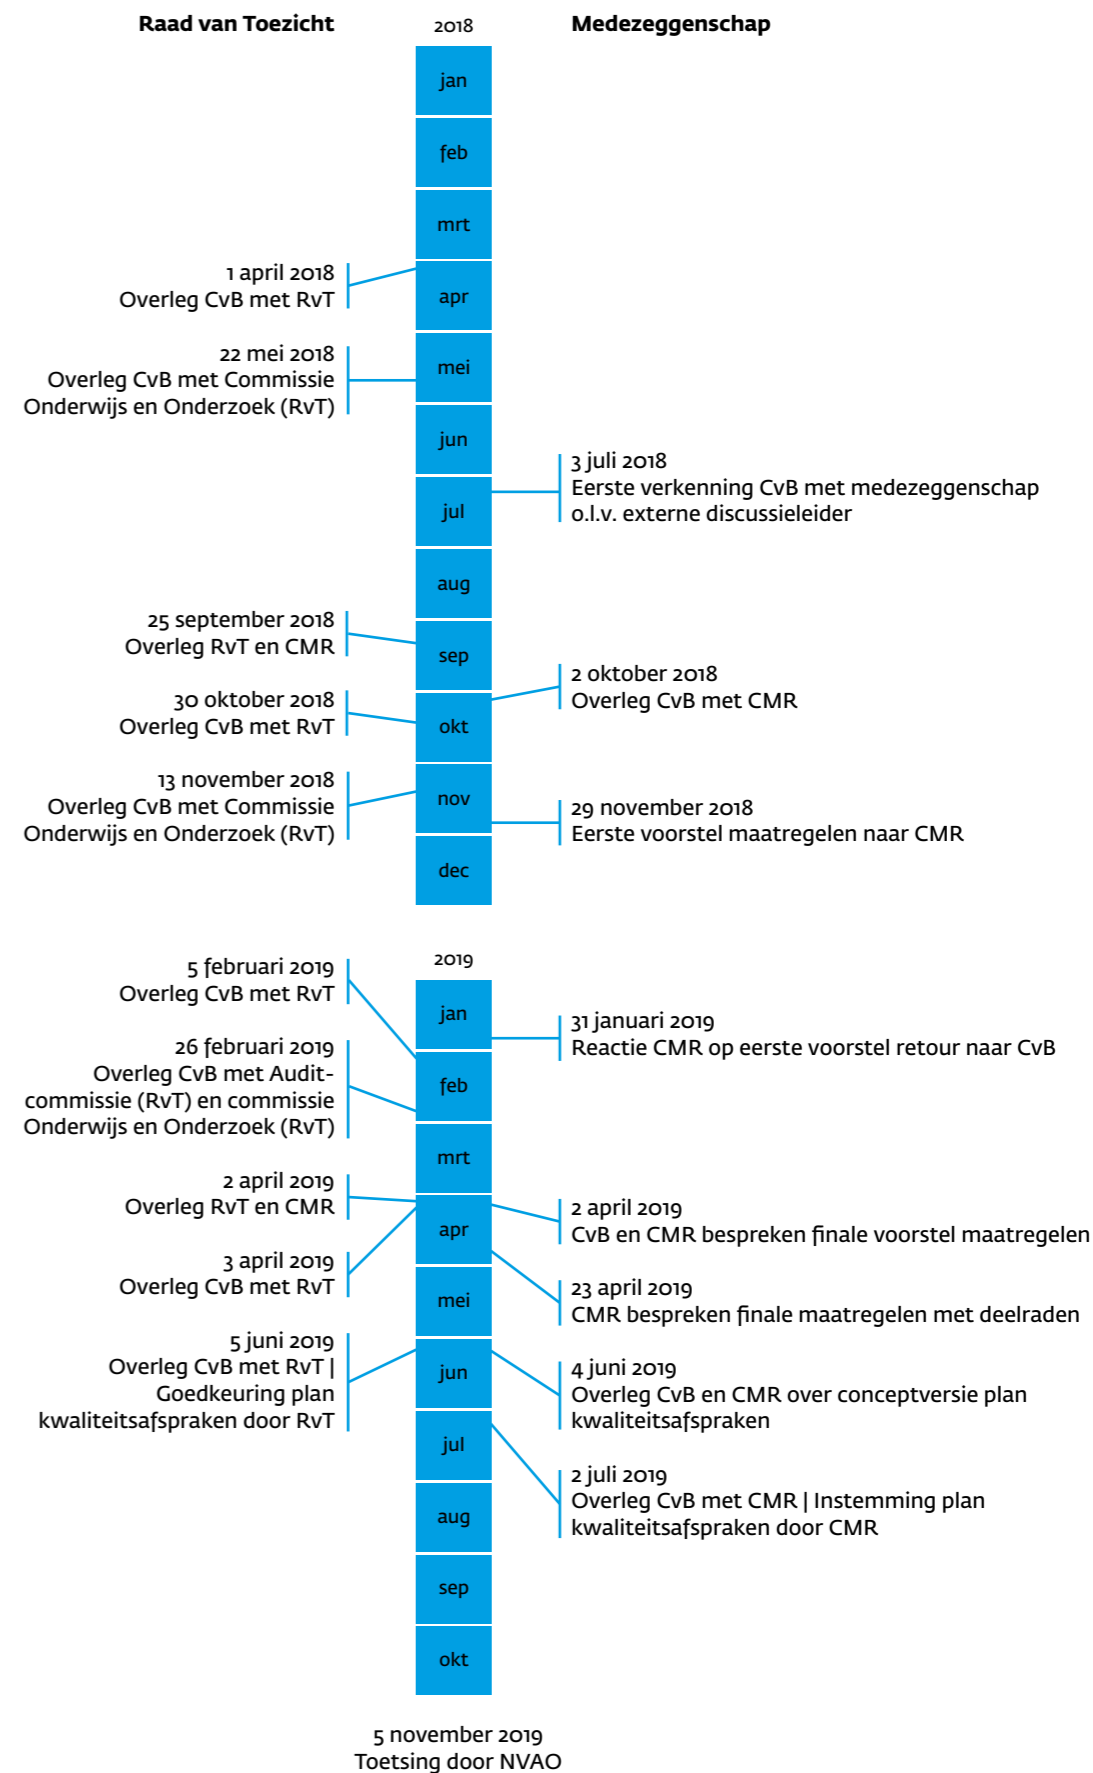 Raad van Toezicht
2018
Medezeggenschap
jan
feb
mrt
1 april 2018
Overleg CvB met RvT
apr
22 mei 2018
Overleg CvB met Commissie
Onderwijs en Onderzoek (RvT)
mei
jun
3 juli 2018
Eerste verkenning CvB met medezeggenschap
o.l.v. externe discussieleider
jul
aug
25 september 2018
Overleg RvT en CMR
sep
2 oktober 2018
Overleg CvB met CMR
30 oktober 2018
Overleg CvB met RvT
okt
13 november 2018
Overleg CvB met Commissie
Onderwijs en Onderzoek (RvT)
nov
29 november 2018
Eerste voorstel maatregelen naar CMR
dec
2019
5 februari 2019
Overleg CvB met RvT
jan
31 januari 2019
Reactie CMR op eerste voorstel retour naar CvB
26 februari 2019
Overleg CvB met Audit-
commissie (RvT) en commissie
Onderwijs en Onderzoek (RvT)
feb
mrt
2 april 2019
Overleg RvT en CMR
2 april 2019
CvB en CMR bespreken finale voorstel maatregelen
apr
3 april 2019
Overleg CvB met RvT
23 april 2019
CMR bespreken finale maatregelen met deelraden
mei
5 juni 2019
Overleg CvB met RvT |
Goedkeuring plan
kwaliteitsafspraken door RvT
jun
4 juni 2019
Overleg CvB en CMR over conceptversie plan
kwaliteitsafspraken
jul
2 juli 2019
Overleg CvB met CMR | Instemming plan
kwaliteitsafspraken door CMR
aug
sep
okt
5 november 2019
Toetsing door NVAO